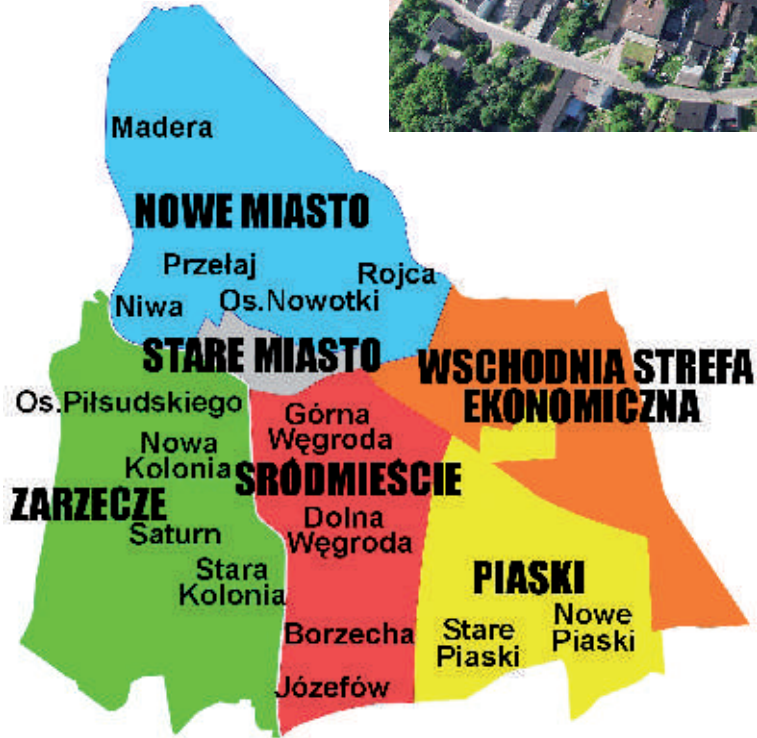 Madera
NOWE MIASTO
Przełaj
Rojca
Niwa
Os.Nowotki
STARE MIASTO
WSCHODNIA STREFA
EKONOMICZNA
Os.Piłsudskiego
Górna
Węgroda
Nowa
Kolonia
ŚRÓDMIEŚCIE
ZARZECZE
Dolna
Węgroda
Saturn
Stara
Kolonia
PIASKI
Borzecha
Stare
Piaski
Nowe
Piaski
Józefów